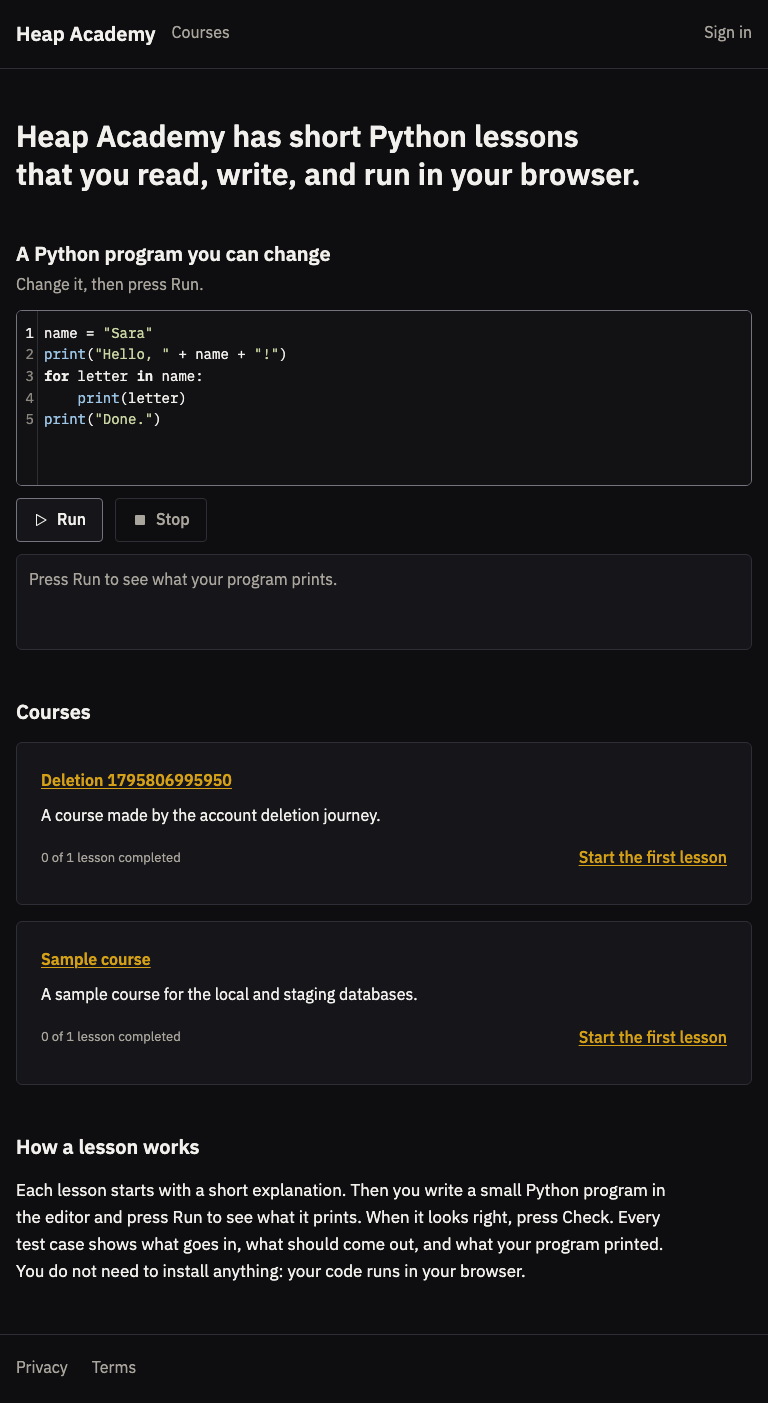 Heap Academy
Courses
Sign in
Heap Academy has short Python lessons
that you read, write, and run in your browser.
A Python program you can change
Change it, then press Run.
1 name = "Sara"
2 print("Hello, " + name + "!")
3 for letter in name:
4     print(letter)
5 print("Done.")
Run
Stop
Press Run to see what your program prints.
Courses
Deletion 1795806995950
A course made by the account deletion journey.
0 of 1 lesson completed
Start the first lesson
Sample course
A sample course for the local and staging databases.
0 of 1 lesson completed
Start the first lesson
How a lesson works
Each lesson starts with a short explanation. Then you write a small Python program in
the editor and press Run to see what it prints. When it looks right, press Check. Every
test case shows what goes in, what should come out, and what your program printed.
You do not need to install anything: your code runs in your browser.
Privacy
Terms